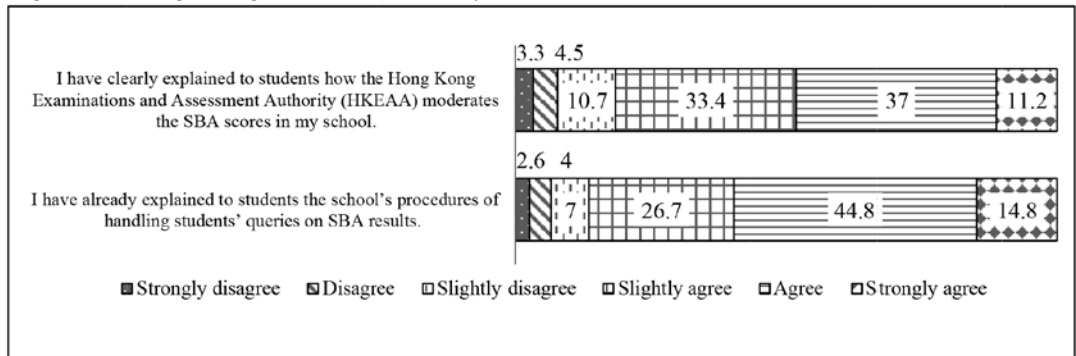 3.3 4.5
I have clearly explained to students how the Hong Kong
Examinations and Assessment Authority (HKEAA) moderates
the SBA scores in my school.
10.7 33.4 37 11.2
2.6 4
I have already explained to students the school's procedures of
handling students' queries on SBA results.
7 26.7 44.8 14.8
Strongly disagree Disagree Slightly disagree Slightly agree Agree Strongly agree